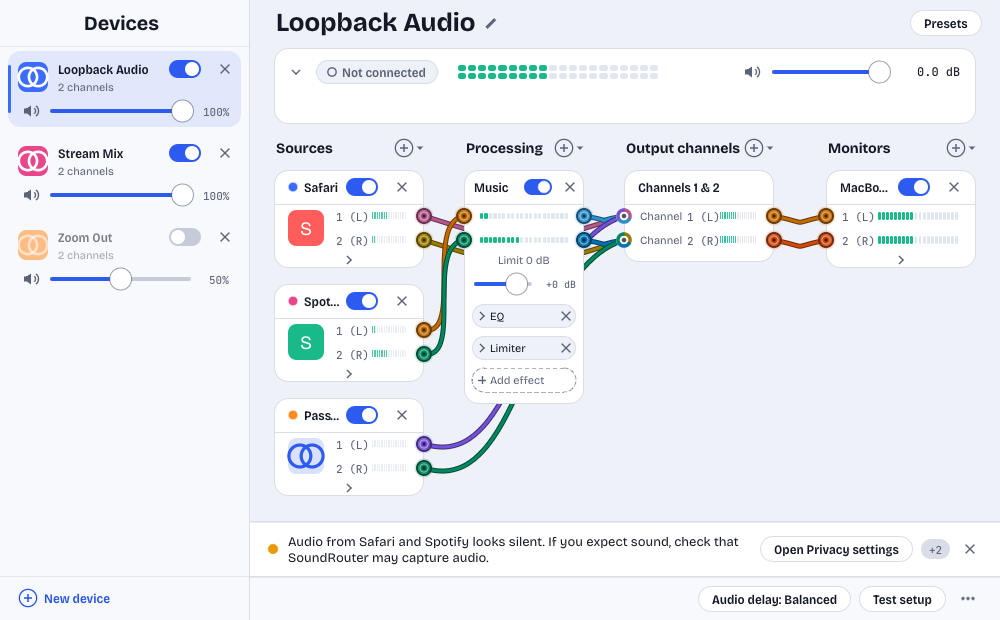 Devices
Loopback Audio
2 channels
100%
Stream Mix
2 channels
100%
Zoom Out
2 channels
50%
New device
Loopback Audio
Presets
Not connected
0.0 dB
Sources
Processing
Output channels
Monitors
Safari
S
1 (L)
2 (R)
Spot...
S
1 (L)
2 (R)
Pass...
1 (L)
2 (R)
Music
Limit 0 dB
+0 dB
EQ
Limiter
Add effect
Channels 1 & 2
Channel 1 (L)
Channel 2 (R)
MacBo...
1 (L)
2 (R)
Audio from Safari and Spotify looks silent. If you expect sound, check that
SoundRouter may capture audio.
Open Privacy settings
+2
Audio delay: Balanced
Test setup